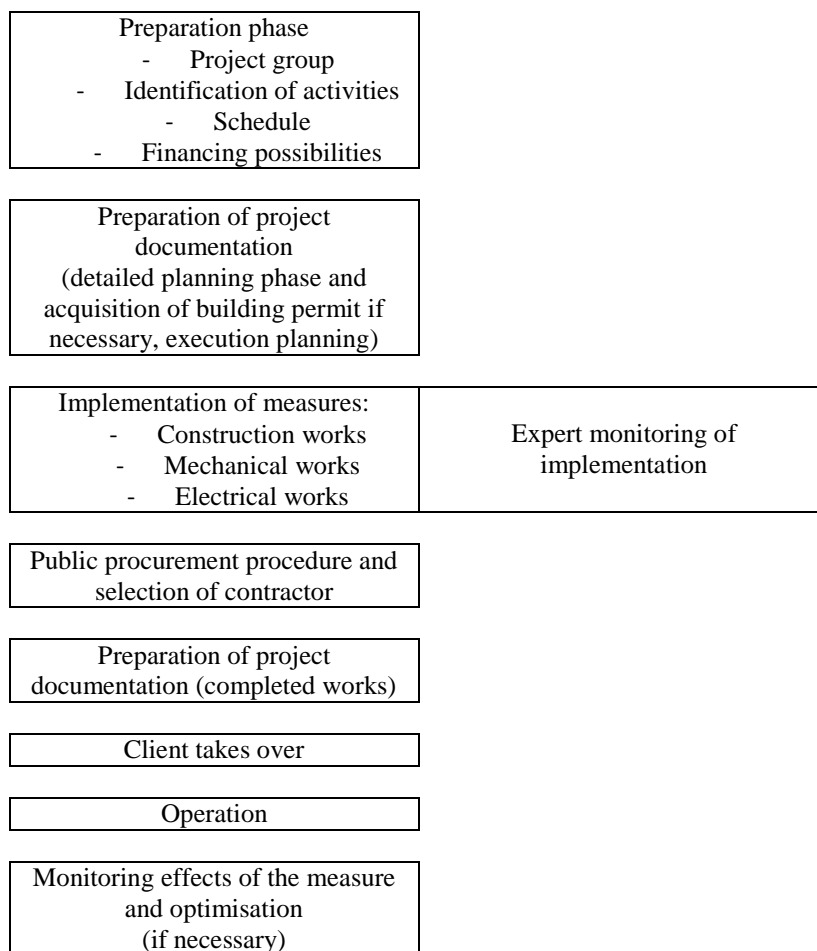 Preparation phase
- Project group
- Identification of activities
- Schedule
- Financing possibilities
Preparation of project
documentation
(detailed planning phase and
acquisition of building permit if
necessary, execution planning)
Implementation of measures:
- Construction works
- Mechanical works
- Electrical works
Expert monitoring of
implementation
Public procurement procedure and
selection of contractor
Preparation of project
documentation (completed works)
Client takes over
Operation
Monitoring effects of the measure
and optimisation
(if necessary)